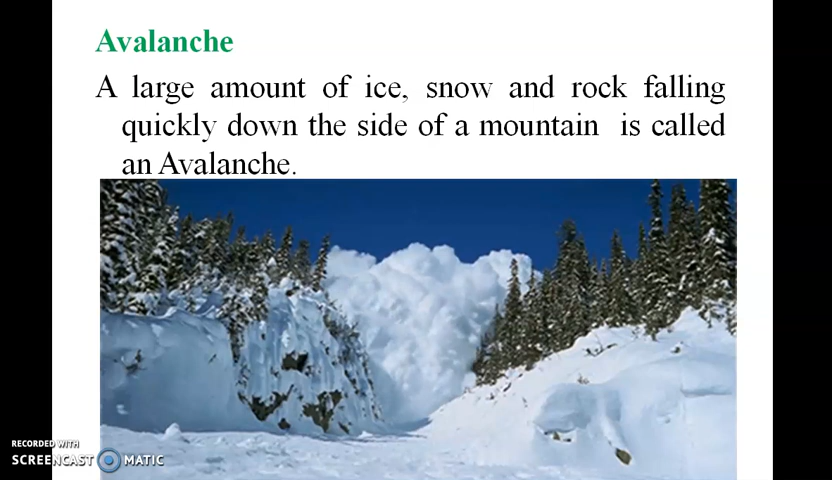 Avalanche
A large amount of ice, snow and rock falling
quickly down the side of a mountain is called
an Avalanche.
RECORDED WITH
SCREENCAST MATIC